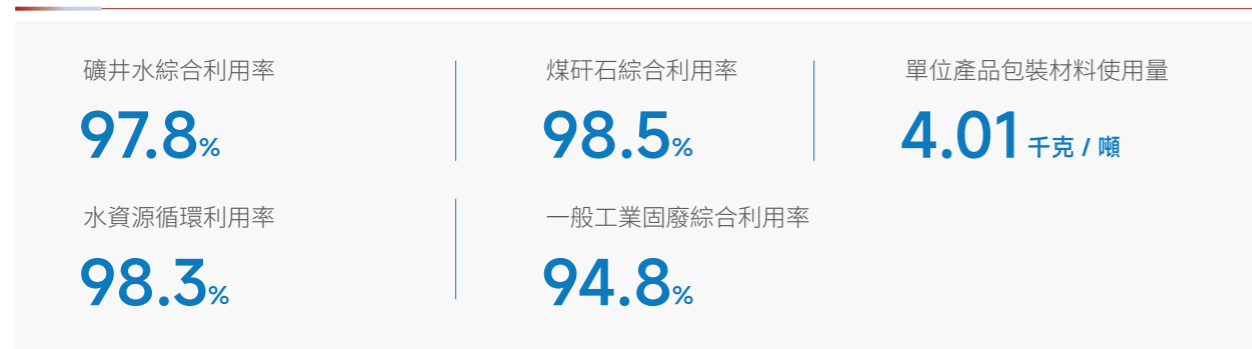 礦井水綜合利用率
97.8%
煤矸石綜合利用率
98.5%
單位產品包裝材料使用量
4.01 千克 / 噸
水資源循環利用率
98.3%
一般工業固廢綜合利用率
94.8%